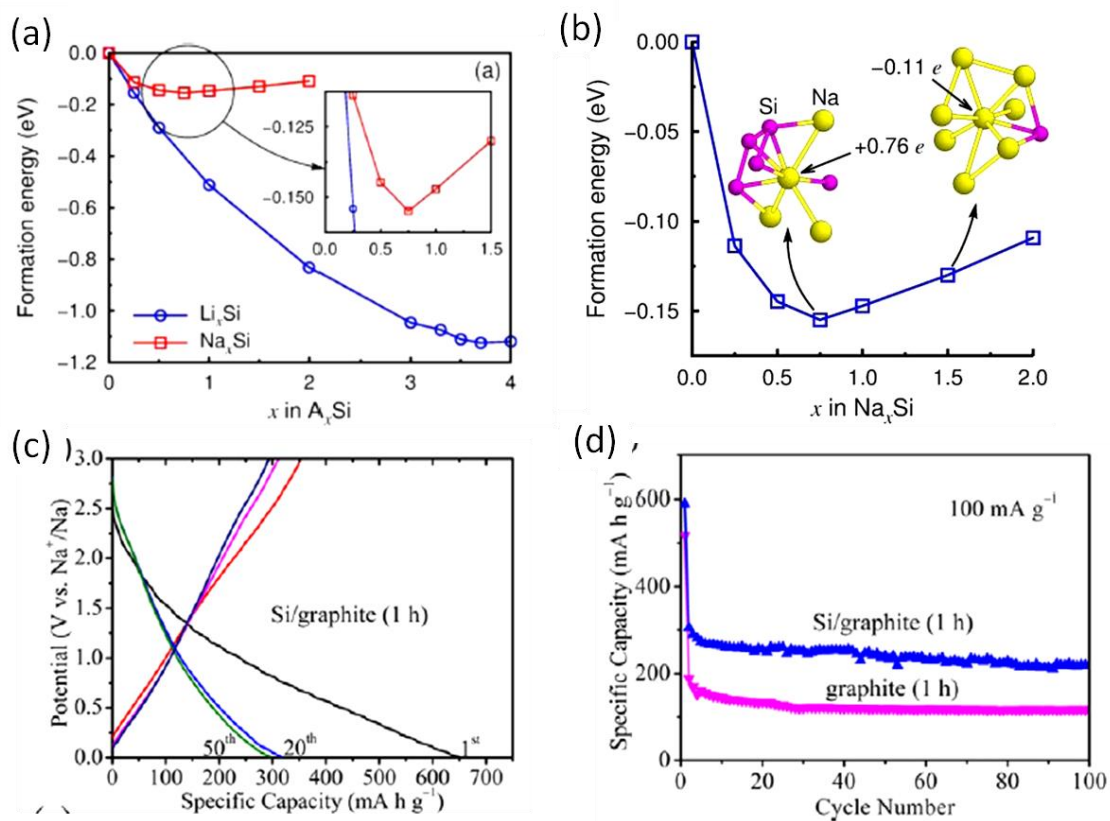 (a)
0.0
−0.2
−0.4
−0.6
−0.8
−1.0
−1.2
Formation energy (eV)
(a)
−0.125
−0.150
0.0 0.5 1.0 1.5
LiₓSi
NaₓSi
0 1 2 3 4
x in AₓSi
(b)
0.00
−0.05
−0.10
−0.15
Formation energy (eV)
Si Na
−0.11 e
+0.76 e
0.0 0.5 1.0 1.5 2.0
x in NaₓSi
(c) )
3.0
2.5
2.0
1.5
1.0
0.5
0.0
Potential (V vs. Na⁺/Na)
Si/graphite (1 h)
50ᵗʰ 20ᵗʰ 1ˢᵗ
0 100 200 300 400 500 600 700
Specific Capacity (mA h g⁻¹)
(d) ,
600
400
200
0
Specific Capacity (mA h g⁻¹)
100 mA g⁻¹
Si/graphite (1 h)
graphite (1 h)
0 20 40 60 80 100
Cycle Number